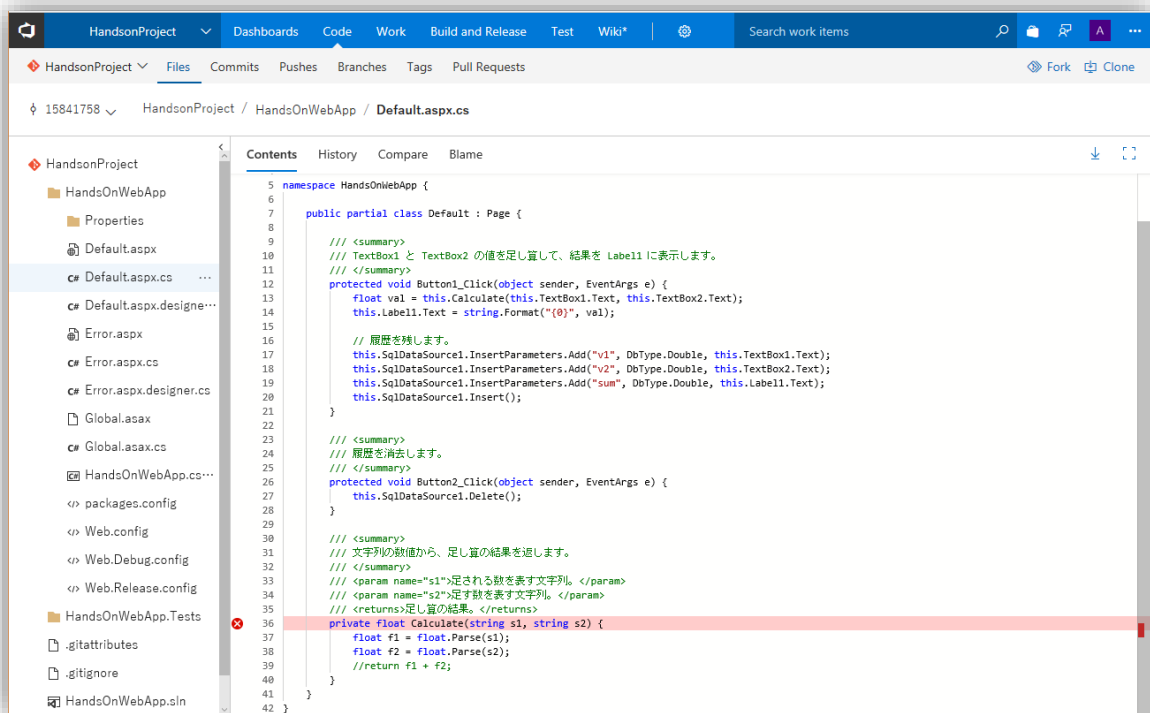 HandsonProject Dashboards Code Work Build and Release Test Wiki* Search work items A ...
HandsonProject Files Commits Pushes Branches Tags Pull Requests Fork Clone
15841758 HandsonProject / HandsOnWebApp / Default.aspx.cs
HandsonProject
HandsOnWebApp
Properties
Default.aspx
C# Default.aspx.cs ...
C# Default.aspx.designe...
Error.aspx
C# Error.aspx.cs
C# Error.aspx.designer.cs
Global.asax
C# Global.asax.cs
C# HandsOnWebApp.cs...
</> packages.config
</> Web.config
</> Web.Debug.config
</> Web.Release.config
HandsOnWebApp.Tests
.gitattributes
.gitignore
HandsOnWebApp.sln
Contents History Compare Blame
5 namespace HandsOnWebApp {
6
7 public partial class Default : Page {
8
9 /// <summary>
10 /// TextBox1 と TextBox2 の値を足し算して、結果を Label1 に表示します。
11 /// </summary>
12 protected void Button1_Click(object sender, EventArgs e) {
13 float val = this.Calculate(this.TextBox1.Text, this.TextBox2.Text);
14 this.Label1.Text = string.Format("{0}", val);
15
16 // 履歴を残します。
17 this.SqlDataSource1.InsertParameters.Add("v1", DbType.Double, this.TextBox1.Text);
18 this.SqlDataSource1.InsertParameters.Add("v2", DbType.Double, this.TextBox2.Text);
19 this.SqlDataSource1.InsertParameters.Add("sum", DbType.Double, this.Label1.Text);
20 this.SqlDataSource1.Insert();
21 }
22
23 /// <summary>
24 /// 履歴を消去します。
25 /// </summary>
26 protected void Button2_Click(object sender, EventArgs e) {
27 this.SqlDataSource1.Delete();
28 }
29
30 /// <summary>
31 /// 文字列の数値から、足し算の結果を返します。
32 /// </summary>
33 /// <param name="s1">足される数を表す文字列。</param>
34 /// <param name="s2">足す数を表す文字列。</param>
35 /// <returns>足し算の結果。</returns>
36 private float Calculate(string s1, string s2) {
37 float f1 = float.Parse(s1);
38 float f2 = float.Parse(s2);
39 //return f1 + f2;
40 }
41 }
42 }